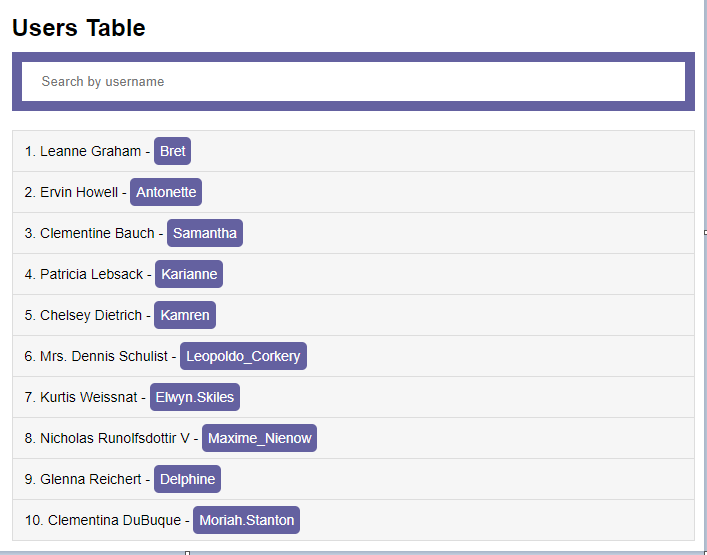 Users Table
Search by username
1. Leanne Graham - Bret
2. Ervin Howell - Antonette
3. Clementine Bauch - Samantha
4. Patricia Lebsack - Karianne
5. Chelsey Dietrich - Kamren
6. Mrs. Dennis Schulist - Leopoldo_Corkery
7. Kurtis Weissnat - Elwyn.Skiles
8. Nicholas Runolfsdottir V - Maxime_Nienow
9. Glenna Reichert - Delphine
10. Clementina DuBuque - Moriah.Stanton